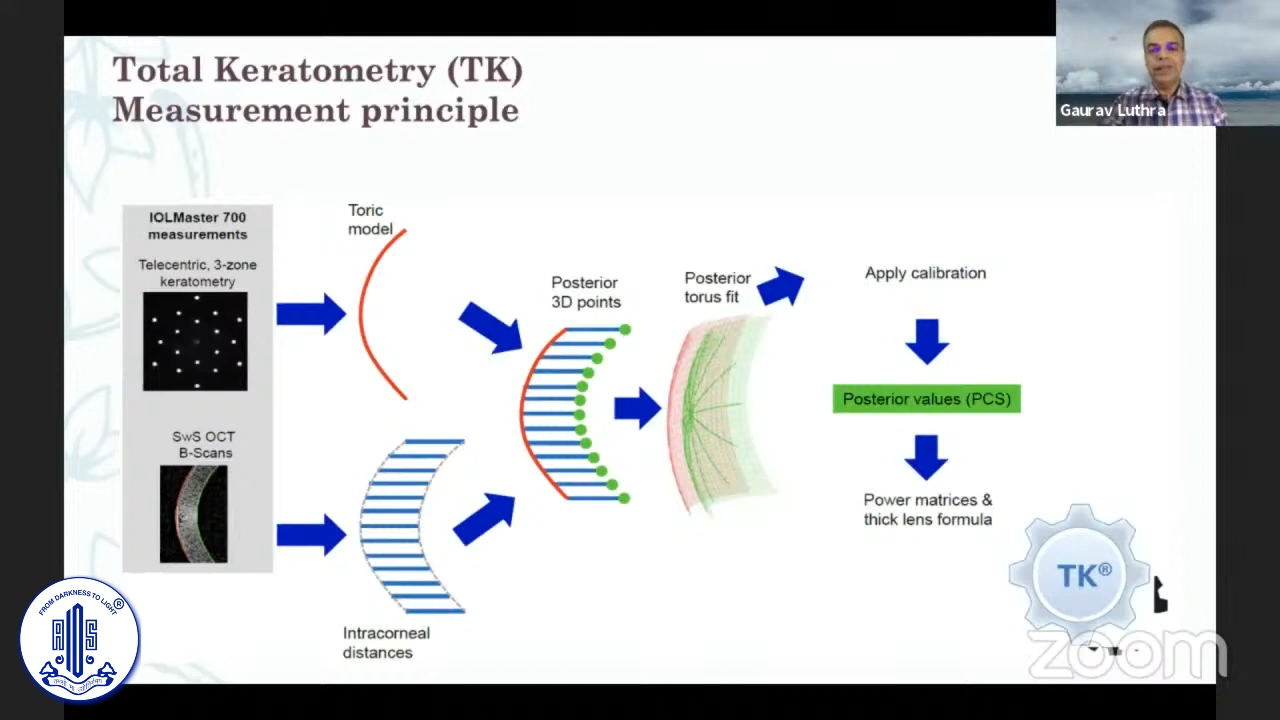 Total Keratometry (TK)
Measurement principle
Gaurav Luthra
IOLMaster 700
measurements
Telecentric, 3-zone
keratometry
SwS OCT
B-Scans
Toric
model
Intracorneal
distances
Posterior
3D points
Posterior
torus fit
Apply calibration
Posterior values (PCS)
Power matrices &
thick lens formula
TK®
zoom
FROM DARKNESS TO LIGHT
®
AIOS